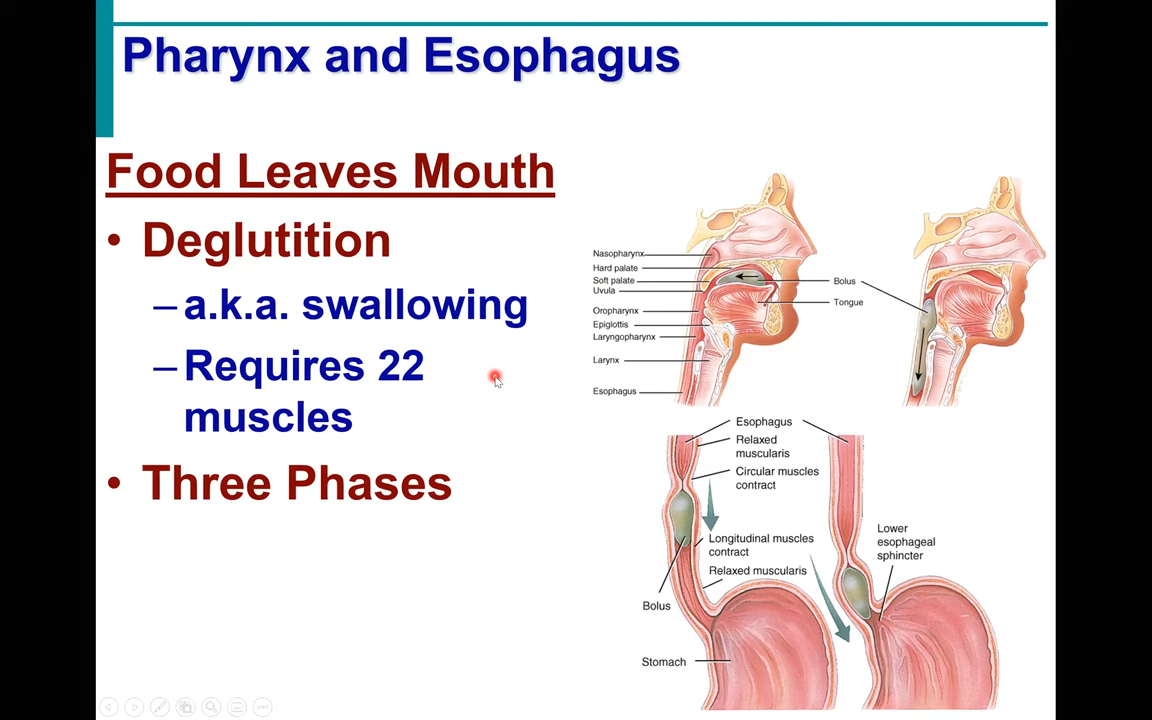 Pharynx and Esophagus
Food Leaves Mouth
• Deglutition
– a.k.a. swallowing
– Requires 22
muscles
• Three Phases
Nasopharynx
Hard palate
Soft palate
Uvula
Oropharynx
Epiglottis
Laryngopharynx
Larynx
Esophagus
Bolus
Tongue
Esophagus
Relaxed
muscularis
Circular muscles
contract
Longitudinal muscles
contract
Relaxed muscularis
Bolus
Stomach
Lower
esophageal
sphincter